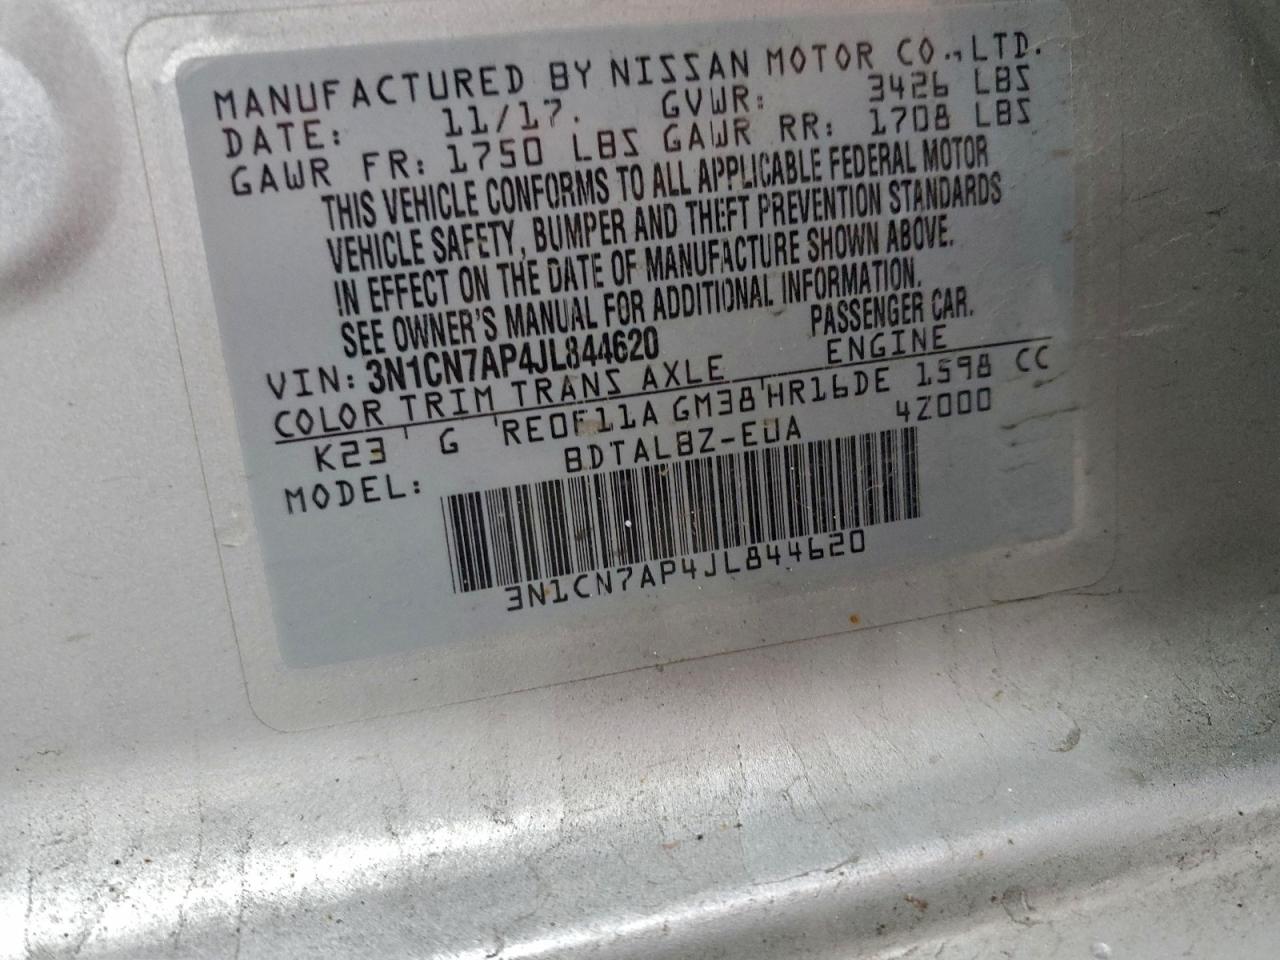 MANUFACTURED BY NISSAN MOTOR CO., LTD.
DATE: 11/17. GVWR: 3426 LBS
GAWR FR: 1750 LBS GAWR RR: 1708 LBS
THIS VEHICLE CONFORMS TO ALL APPLICABLE FEDERAL MOTOR
VEHICLE SAFETY, BUMPER AND THEFT PREVENTION STANDARDS
IN EFFECT ON THE DATE OF MANUFACTURE SHOWN ABOVE.
SEE OWNER'S MANUAL FOR ADDITIONAL INFORMATION.
VIN: 3N1CN7AP4JL844620 PASSENGER CAR.
COLOR TRIM TRANS AXLE ENGINE
K23 G RE0F11A GM38 HR16DE 1598 CC
MODEL: BDTALBZ-EUA 4Z000
3N1CN7AP4JL844620